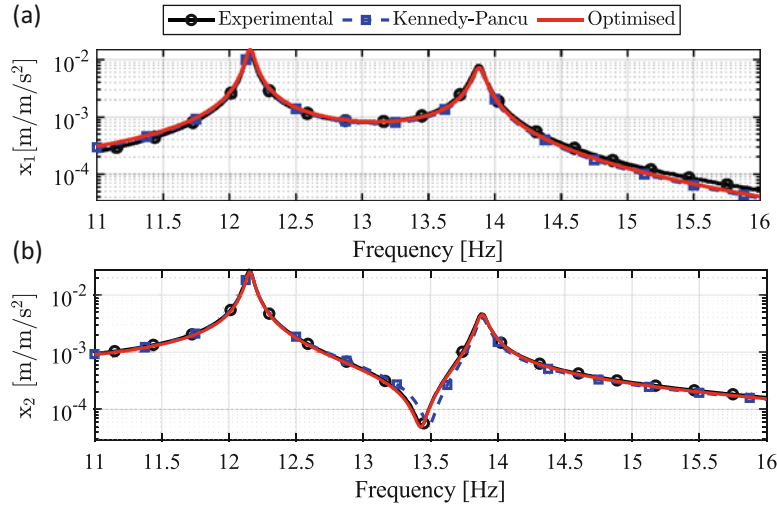 (a)
Experimental Kennedy-Pancu Optimised
10⁻²
10⁻³
10⁻⁴
x₁[m/m/s²]
11 11.5 12 12.5 13 13.5 14 14.5 15 15.5 16
Frequency [Hz]
(b)
10⁻²
10⁻³
10⁻⁴
x₂ [m/m/s²]
11 11.5 12 12.5 13 13.5 14 14.5 15 15.5 16
Frequency [Hz]